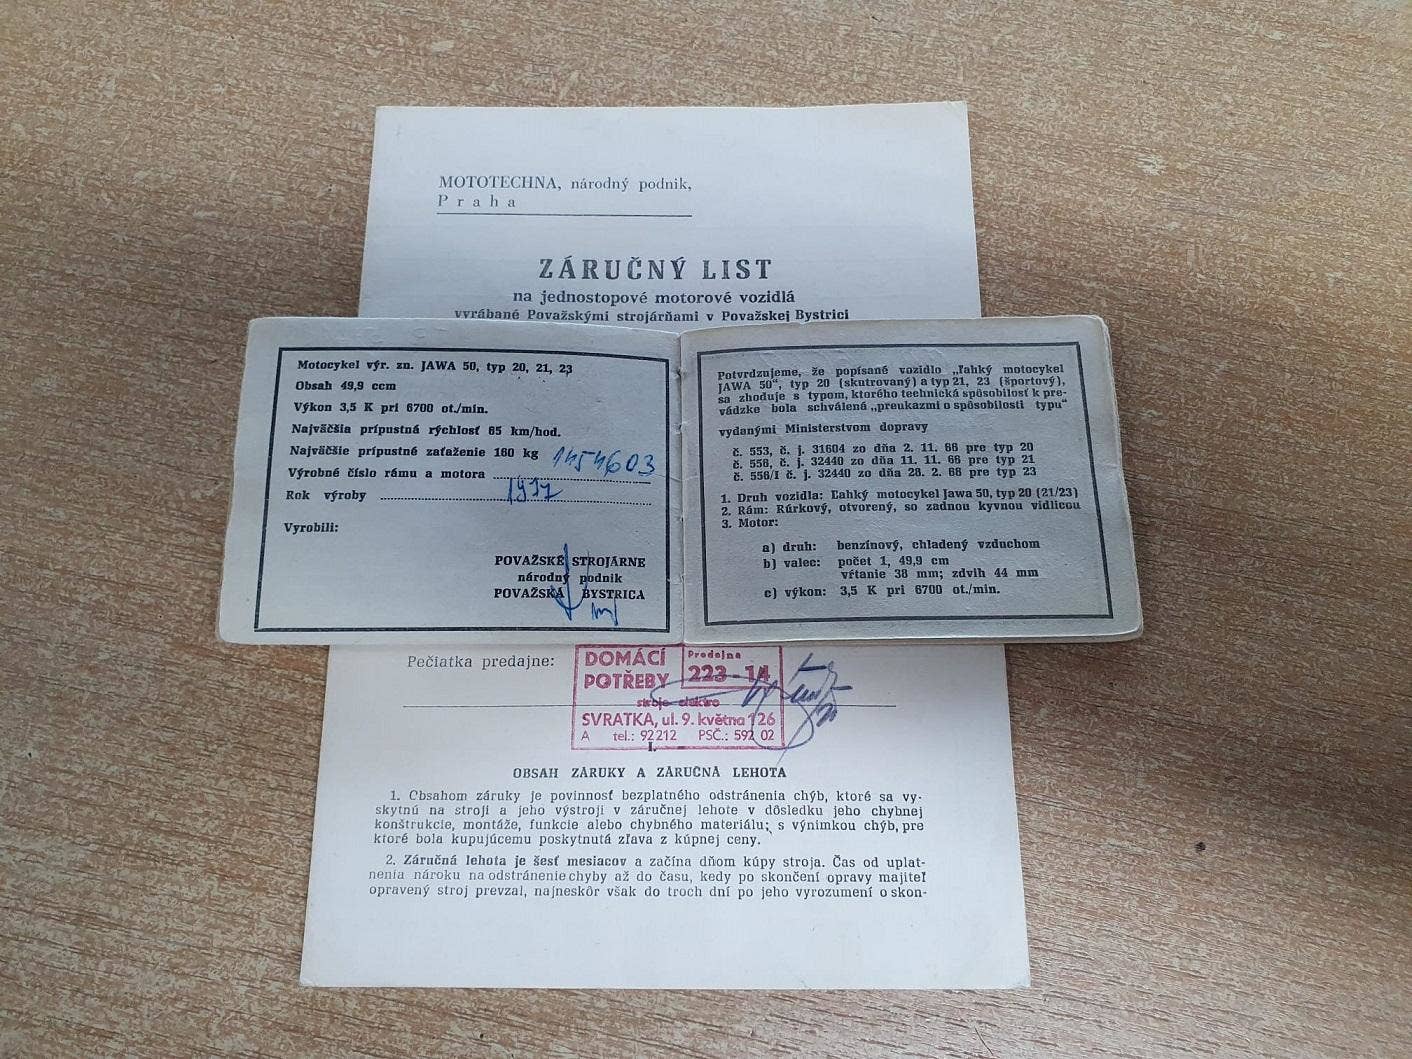 MOTOTECHNA, národný podnik,
Praha
ZÁRUČNÝ LIST
na jednostopové motorové vozidlá
vyrábané Považskými strojárňami v Považskej Bystrici
Motocykel výr. zn. JAWA 50, typ 20, 21, 23
Obsah 49,9 ccm
Výkon 3,5 K pri 6700 ot./min.
Najväčšia prípustná rýchlosť 65 km/hod.
Najväčšie prípustné zaťaženie 160 kg
Výrobné číslo rámu a motora 1454603
Rok výroby
Vyrobili:
POVAŽSKÉ STROJÁRNE
národný podnik
POVAŽSKÁ BYSTRICA
Potvrdzujeme, že popísané vozidlo „ľahký motocykel
JAWA 50“, typ 20 (skutrovaný) a typ 21, 23 (športový),
sa zhoduje s typom, ktorého technická spôsobilosť k pre-
vádzke bola schválená „preukazmi o spôsobilosti typu“
vydanými Ministerstvom dopravy
č. 553, č. j. 31604 zo dňa 2. 11. 66 pre typ 20
č. 556, č. j. 32440 zo dňa 11. 11. 66 pre typ 21
č. 556/I č. j. 32440 zo dňa 28. 2. 68 pre typ 23
1. Druh vozidla: Ľahký motocykel Jawa 50, typ 20 (21/23)
2. Rám: Rúrkový, otvorený, so zadnou kyvnou vidlicou
3. Motor:
a) druh: benzínový, chladený vzduchom
b) valec: počet 1, 49,9 cm
vŕtanie 38 mm; zdvih 44 mm
c) výkon: 3,5 K pri 6700 ot./min.
Pečiatka predajne:
DOMÁCÍ POTŘEBY
Prodejna 223-14
SVRATKA, ul. 9. května 126
A tel.: 92212 PSČ.: 592 02
I.
OBSAH ZÁRUKY A ZÁRUČNÁ LEHOTA
1. Obsahom záruky je povinnosť bezplatného odstránenia chýb, ktoré sa vy-
skytnú na stroji a jeho výstroji v záručnej lehote v dôsledku jeho chybnej
konštrukcie, montáže, funkcie alebo chybného materiálu; s výnimkou chýb, pre
ktoré bola kupujúcemu poskytnutá zľava z kúpnej ceny.
2. Záručná lehota je šesť mesiacov a začína dňom kúpy stroja. Čas od uplat-
nenia nároku na odstránenie chyby až do času, kedy po skončení opravy majiteľ
opravený stroj prevzal, najneskôr však do troch dní po jeho vyrozumení o skon-